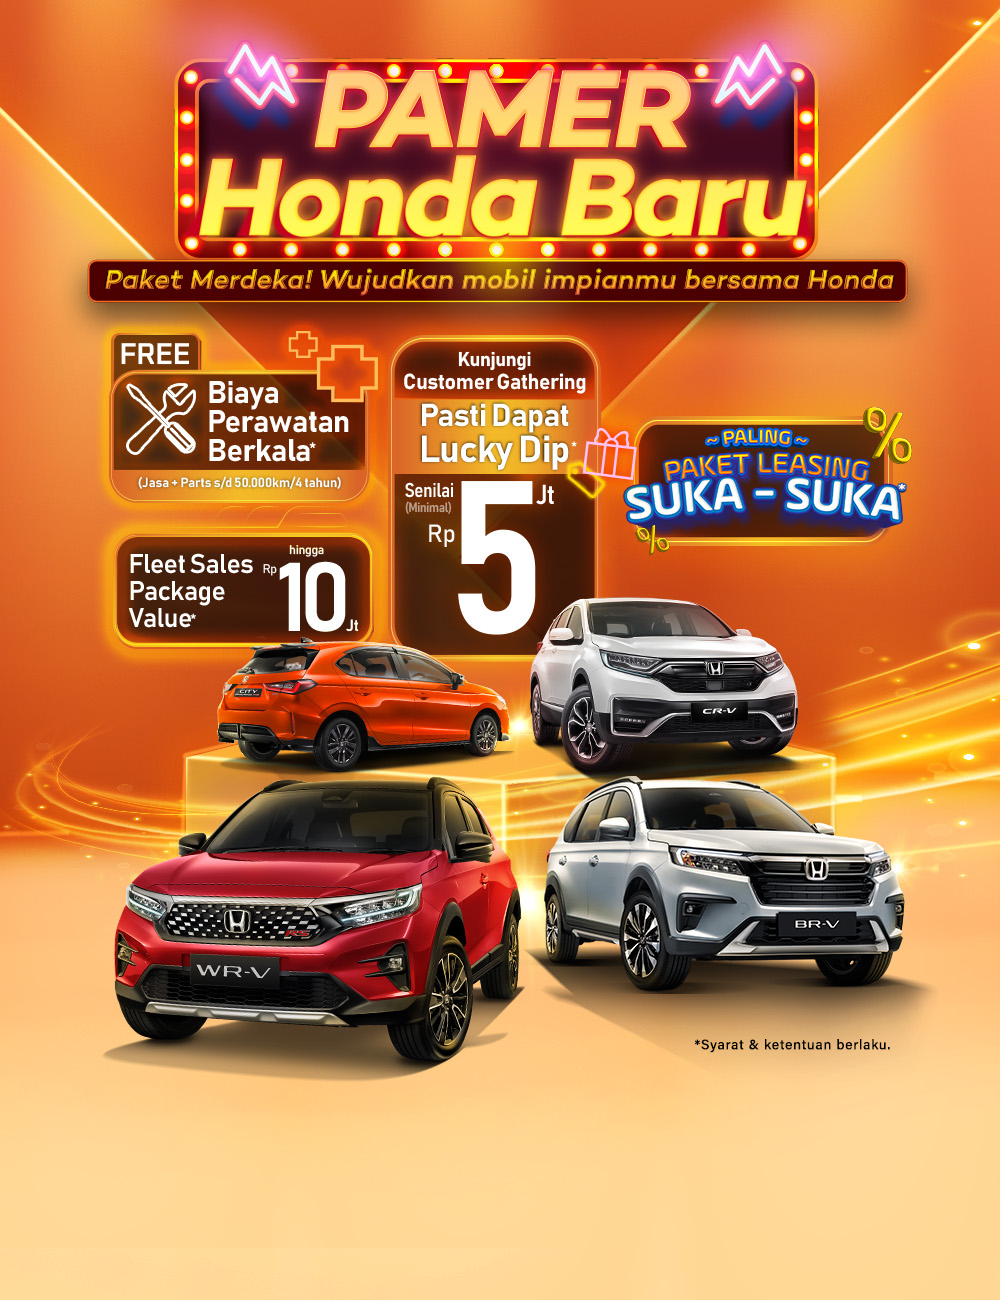 PAMER
Honda Baru
Paket Merdeka! Wujudkan mobil impianmu bersama Honda
FREE
Biaya
Perawatan
Berkala*
(Jasa + Parts s/d 50.000km/4 tahun)
Fleet Sales
Package
Value*
hingga
Rp 10 Jt
Kunjungi
Customer Gathering
Pasti Dapat
Lucky Dip*
Senilai
(Minimal)
Rp 5 Jt
~ PALING ~
PAKET LEASING
SUKA - SUKA*
CITY
CR-V
RS
WR-V
BR-V
*Syarat & ketentuan berlaku.